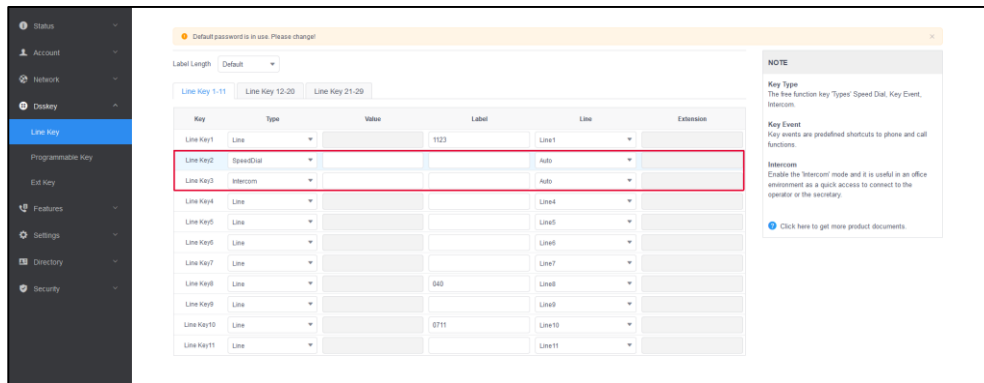 Status
Account
Network
Dsskey
Line Key
Programmable Key
Ext Key
Features
Settings
Directory
Security
Default password is in use. Please change!
Label Length Default
Line Key 1-11 Line Key 12-20 Line Key 21-29
Key Type Value Label Line Extension
Line Key1 Line 1123 Line1
Line Key2 SpeedDial Auto
Line Key3 Intercom Auto
Line Key4 Line Line4
Line Key5 Line Line5
Line Key6 Line Line6
Line Key7 Line Line7
Line Key8 Line 040 Line8
Line Key9 Line Line9
Line Key10 Line 0711 Line10
Line Key11 Line Line11
NOTE
Key Type
The free function key 'Types' Speed Dial, Key Event,
Intercom.
Key Event
Key events are predefined shortcuts to phone and call
functions.
Intercom
Enable the 'Intercom' mode and it is useful in an office
environment as a quick access to connect to the
operator or the secretary.
Click here to get more product documents.